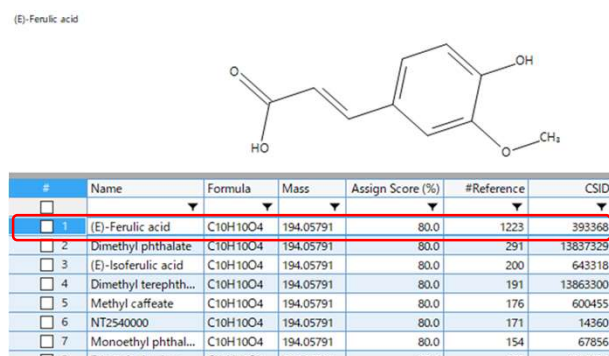 (E)-Ferulic acid
O
OH
HO
O
CH₃
# Name Formula Mass Assign Score (%) #Reference CSID
1 (E)-Ferulic acid C10H10O4 194.05791 80.0 1223 393368
2 Dimethyl phthalate C10H10O4 194.05791 80.0 291 13837329
3 (E)-Isoferulic acid C10H10O4 194.05791 80.0 200 643318
4 Dimethyl terephth... C10H10O4 194.05791 80.0 191 13863300
5 Methyl caffeate C10H10O4 194.05791 80.0 176 600455
6 NT2540000 C10H10O4 194.05791 80.0 171 14360
7 Monoethyl phthal... C10H10O4 194.05791 80.0 154 67856